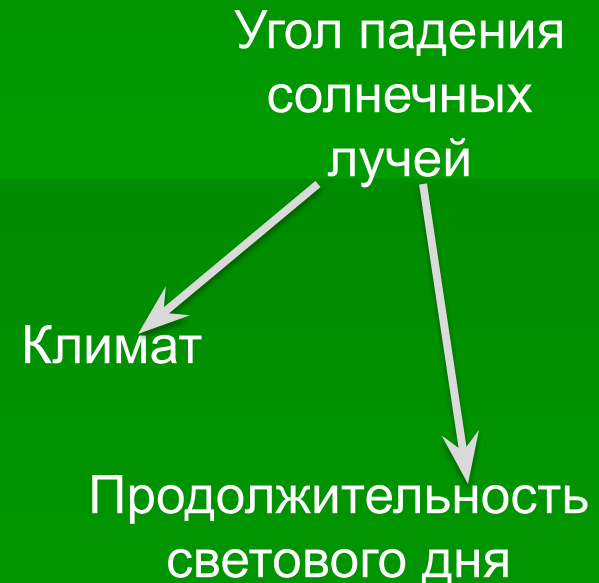 Угол падения
солнечных
лучей
Климат
Продолжительность
светового дня